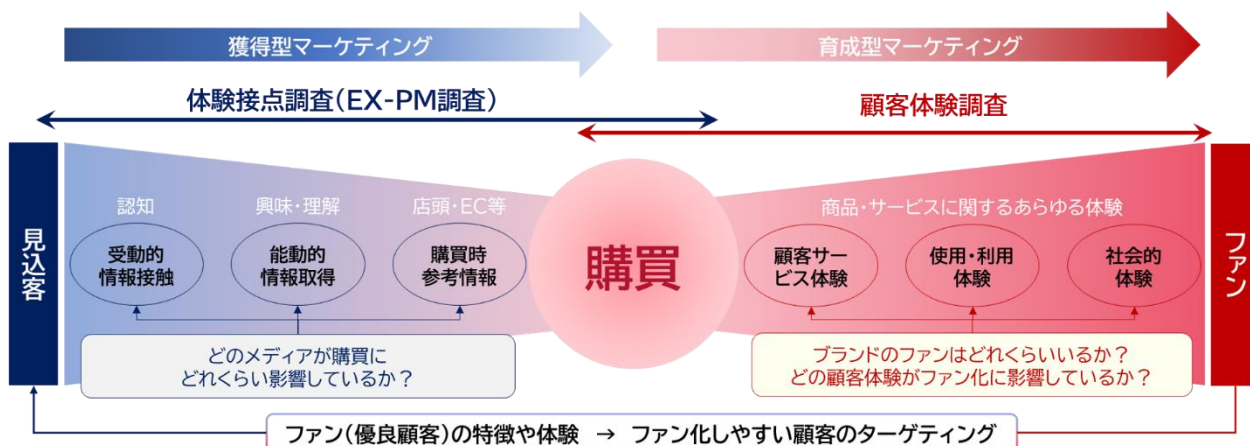 獲得型マーケティング
育成型マーケティング
体験接点調査(EX-PM調査)
顧客体験調査
見込客
認知
興味・理解
店頭・EC等
受動的
情報接触
能動的
情報取得
購買時
参考情報
どのメディアが購買に
どれくらい影響しているか？
購買
商品・サービスに関するあらゆる体験
顧客サー
ビス体験
使用・利用
体験
社会的
体験
ブランドのファンはどれくらいいるか？
どの顧客体験がファン化に影響しているか？
ファン
ファン(優良顧客)の特徴や体験 → ファン化しやすい顧客のターゲティング